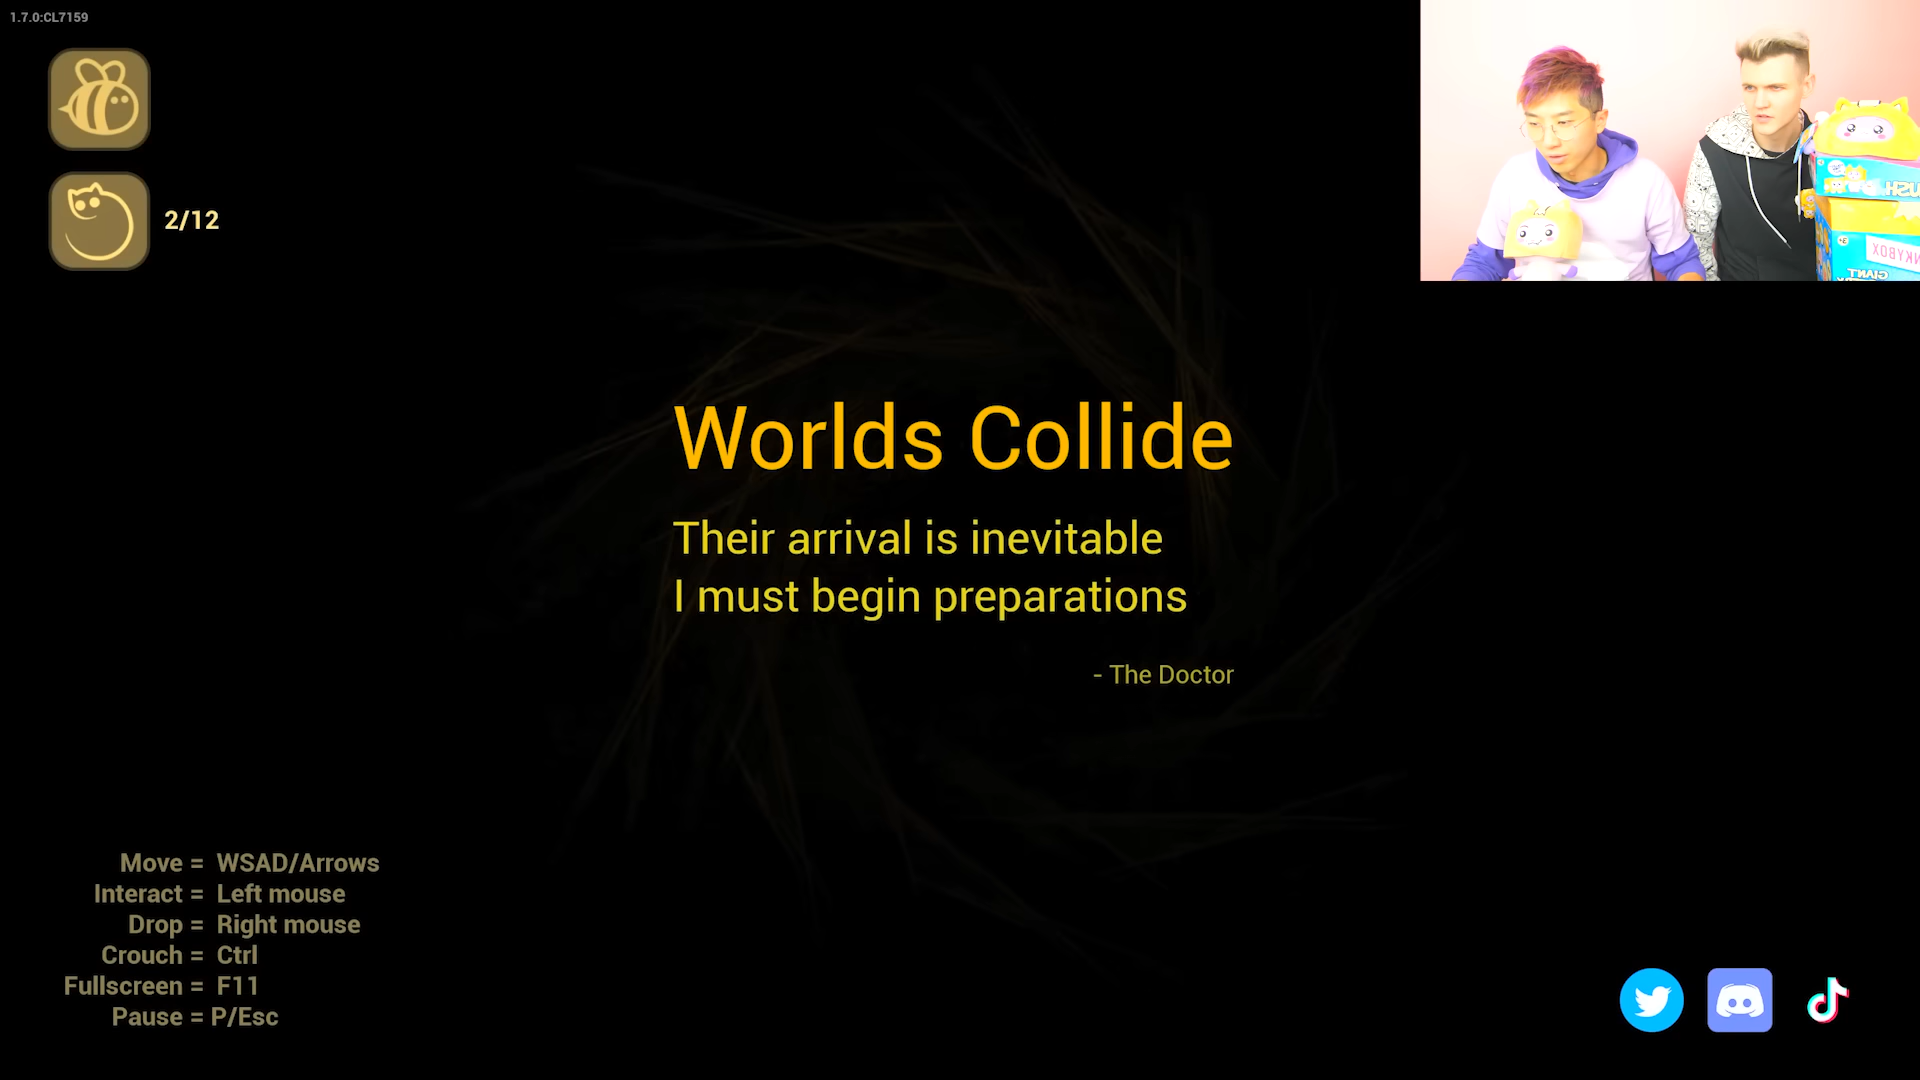 1.7.0:CL7159
2/12
Worlds Collide
Their arrival is inevitable
I must begin preparations
- The Doctor
Move = WSAD/Arrows
Interact = Left mouse
Drop = Right mouse
Crouch = Ctrl
Fullscreen = F11
Pause = P/Esc